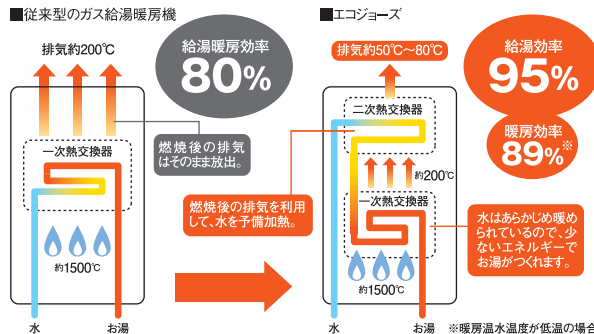 ■従来型のガス給湯暖房機
排気約200℃
給湯暖房効率
80%
一次熱交換器
燃焼後の排気
はそのまま放出。
約1500℃
水
お湯
■エコジョーズ
排気約50℃〜80℃
給湯効率
95%
暖房効率
89%※
二次熱交換器
約200℃
燃焼後の排気を利用
して、水を予備加熱。
一次熱交換器
水はあらかじめ暖め
られているので、少
ないエネルギーで
お湯がつくれます。
約1500℃
水
お湯
※暖房温水温度が低温の場合